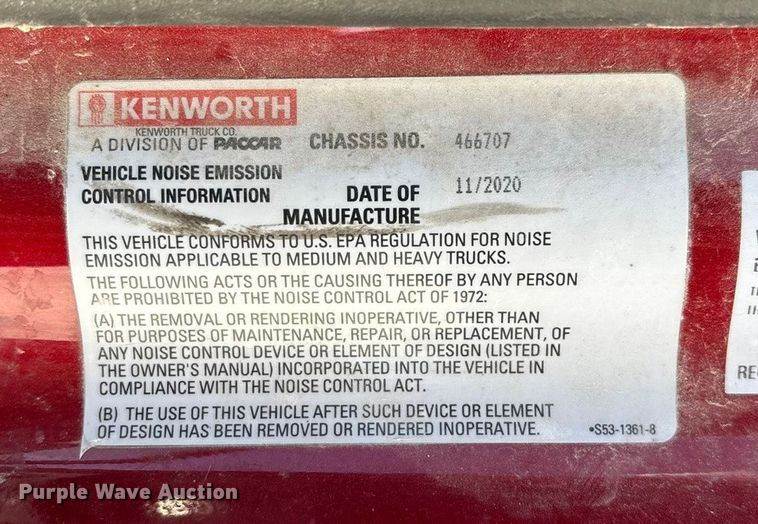 KENWORTH
KENWORTH TRUCK CO.
A DIVISION OF PACCAR
CHASSIS NO. 466707
VEHICLE NOISE EMISSION
CONTROL INFORMATION
DATE OF
MANUFACTURE
11/2020
THIS VEHICLE CONFORMS TO U.S. EPA REGULATION FOR NOISE
EMISSION APPLICABLE TO MEDIUM AND HEAVY TRUCKS.
THE FOLLOWING ACTS OR THE CAUSING THEREOF BY ANY PERSON
ARE PROHIBITED BY THE NOISE CONTROL ACT OF 1972:
(A) THE REMOVAL OR RENDERING INOPERATIVE, OTHER THAN
FOR PURPOSES OF MAINTENANCE, REPAIR, OR REPLACEMENT, OF
ANY NOISE CONTROL DEVICE OR ELEMENT OF DESIGN (LISTED IN
THE OWNER'S MANUAL) INCORPORATED INTO THE VEHICLE IN
COMPLIANCE WITH THE NOISE CONTROL ACT.
(B) THE USE OF THIS VEHICLE AFTER SUCH DEVICE OR ELEMENT
OF DESIGN HAS BEEN REMOVED OR RENDERED INOPERATIVE.
•S53-1361-8
Purple Wave Auction